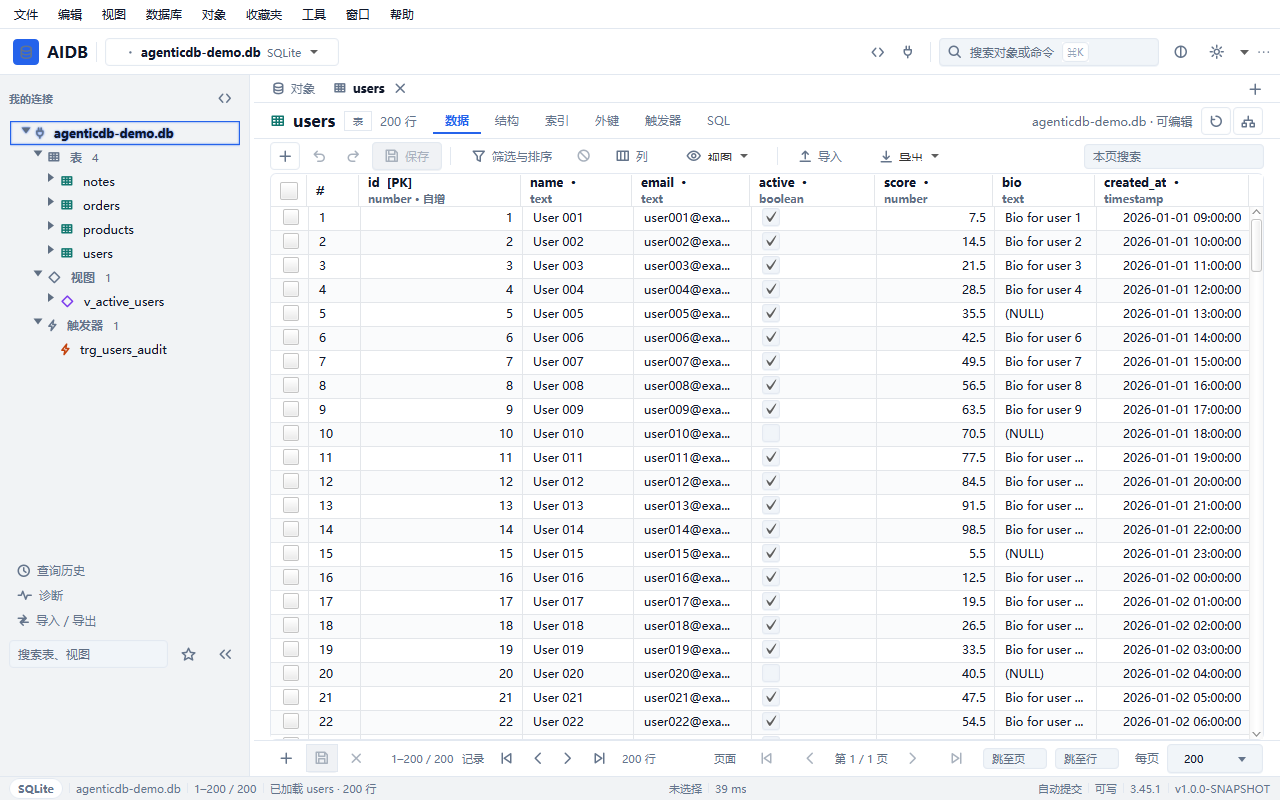 文件 编辑 视图 数据库 对象 收藏夹 工具 窗口 帮助
AIDB · agenticdb-demo.db SQLite 搜索对象或命令 ⌘K
我的连接
agenticdb-demo.db
表 4
notes
orders
products
users
视图 1
v_active_users
触发器 1
trg_users_audit
查询历史
诊断
导入 / 导出
搜索表、视图
对象 users
users 表 200 行 数据 结构 索引 外键 触发器 SQL agenticdb-demo.db · 可编辑
保存 筛选与排序 列 视图 导入 导出 本页搜索
# id [PK] name • email • active • score • bio created_at •
number • 自增 text text boolean number text timestamp
1 1 User 001 user001@exa... 7.5 Bio for user 1 2026-01-01 09:00:00
2 2 User 002 user002@exa... 14.5 Bio for user 2 2026-01-01 10:00:00
3 3 User 003 user003@exa... 21.5 Bio for user 3 2026-01-01 11:00:00
4 4 User 004 user004@exa... 28.5 Bio for user 4 2026-01-01 12:00:00
5 5 User 005 user005@exa... 35.5 (NULL) 2026-01-01 13:00:00
6 6 User 006 user006@exa... 42.5 Bio for user 6 2026-01-01 14:00:00
7 7 User 007 user007@exa... 49.5 Bio for user 7 2026-01-01 15:00:00
8 8 User 008 user008@exa... 56.5 Bio for user 8 2026-01-01 16:00:00
9 9 User 009 user009@exa... 63.5 Bio for user 9 2026-01-01 17:00:00
10 10 User 010 user010@exa... 70.5 (NULL) 2026-01-01 18:00:00
11 11 User 011 user011@exa... 77.5 Bio for user ... 2026-01-01 19:00:00
12 12 User 012 user012@exa... 84.5 Bio for user ... 2026-01-01 20:00:00
13 13 User 013 user013@exa... 91.5 Bio for user ... 2026-01-01 21:00:00
14 14 User 014 user014@exa... 98.5 Bio for user ... 2026-01-01 22:00:00
15 15 User 015 user015@exa... 5.5 (NULL) 2026-01-01 23:00:00
16 16 User 016 user016@exa... 12.5 Bio for user ... 2026-01-02 00:00:00
17 17 User 017 user017@exa... 19.5 Bio for user ... 2026-01-02 01:00:00
18 18 User 018 user018@exa... 26.5 Bio for user ... 2026-01-02 02:00:00
19 19 User 019 user019@exa... 33.5 Bio for user ... 2026-01-02 03:00:00
20 20 User 020 user020@exa... 40.5 (NULL) 2026-01-02 04:00:00
21 21 User 021 user021@exa... 47.5 Bio for user ... 2026-01-02 05:00:00
22 22 User 022 user022@exa... 54.5 Bio for user ... 2026-01-02 06:00:00
1–200 / 200 记录 200 行 页面 第 1 / 1 页 跳至页 跳至行 每页 200
SQLite agenticdb-demo.db 1–200 / 200 已加载 users · 200 行 未选择 39 ms 自动提交 可写 3.45.1 v1.0.0-SNAPSHOT